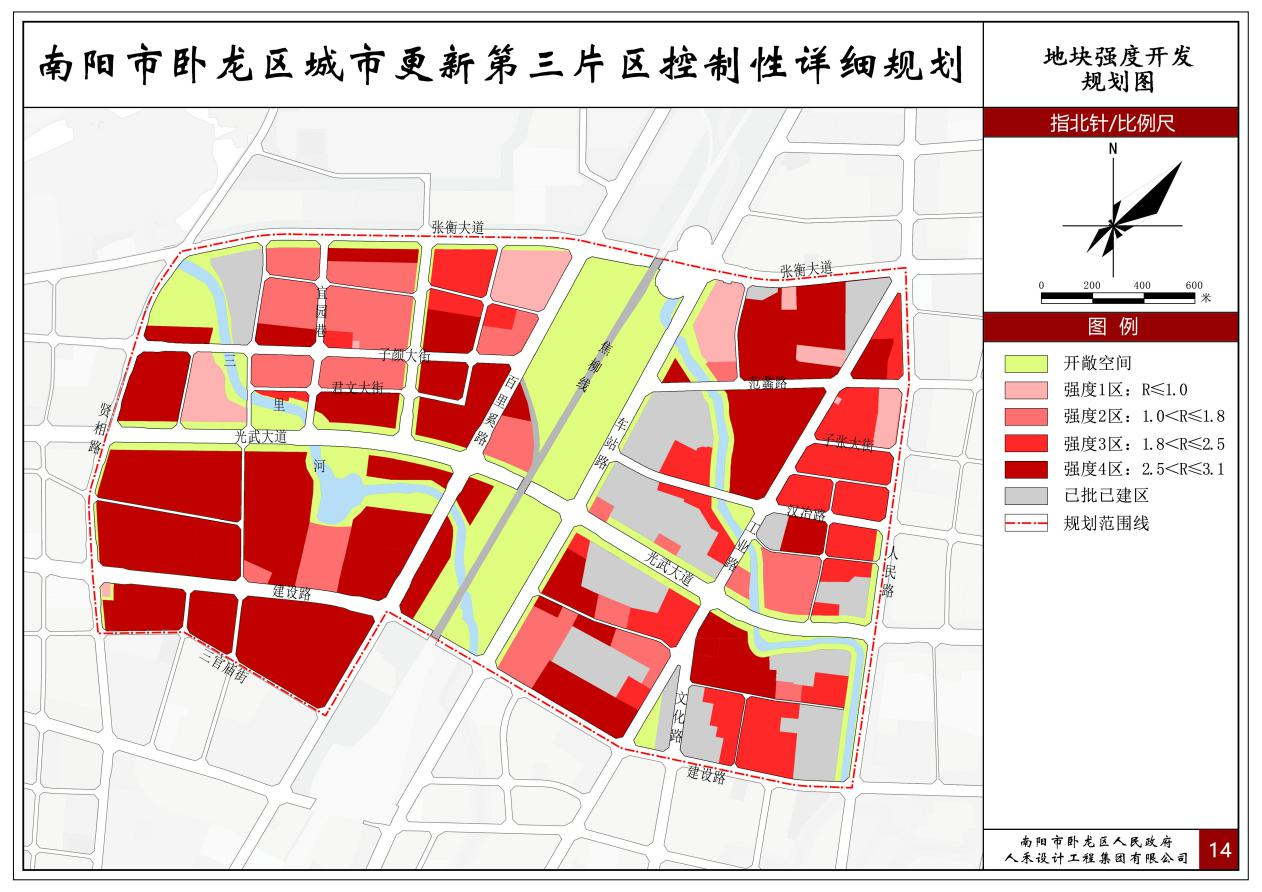 南阳市卧龙区城市更新第三片区控制性详细规划
地块强度开发
规划图
指北针/比例尺
N
0 200 400 600 米
图 例
开敞空间
强度1区：R≤1.0
强度2区：1.0<R≤1.8
强度3区：1.8<R≤2.5
强度4区：2.5<R≤3.1
已批已建区
规划范围线
张衡大道
张衡大道
宜园巷
子颜大街
君文大街
三
里
河
光武大道
贤相路
百里奚路
焦柳线
车站路
范蠡路
子张大街
汉冶路
工业路
人民路
光武大道
建设路
三官庙街
文化路
建设路
南阳市卧龙区人民政府
人禾设计工程集团有限公司
14